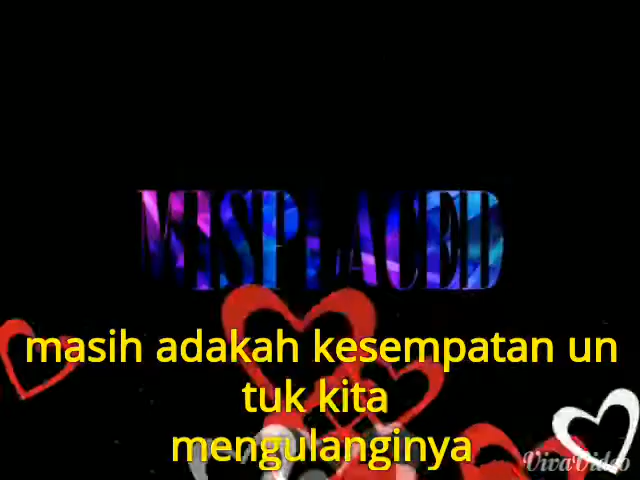 MISPLACED
masih adakah kesempatan un
tuk kita
mengulanginya
VivaVideo